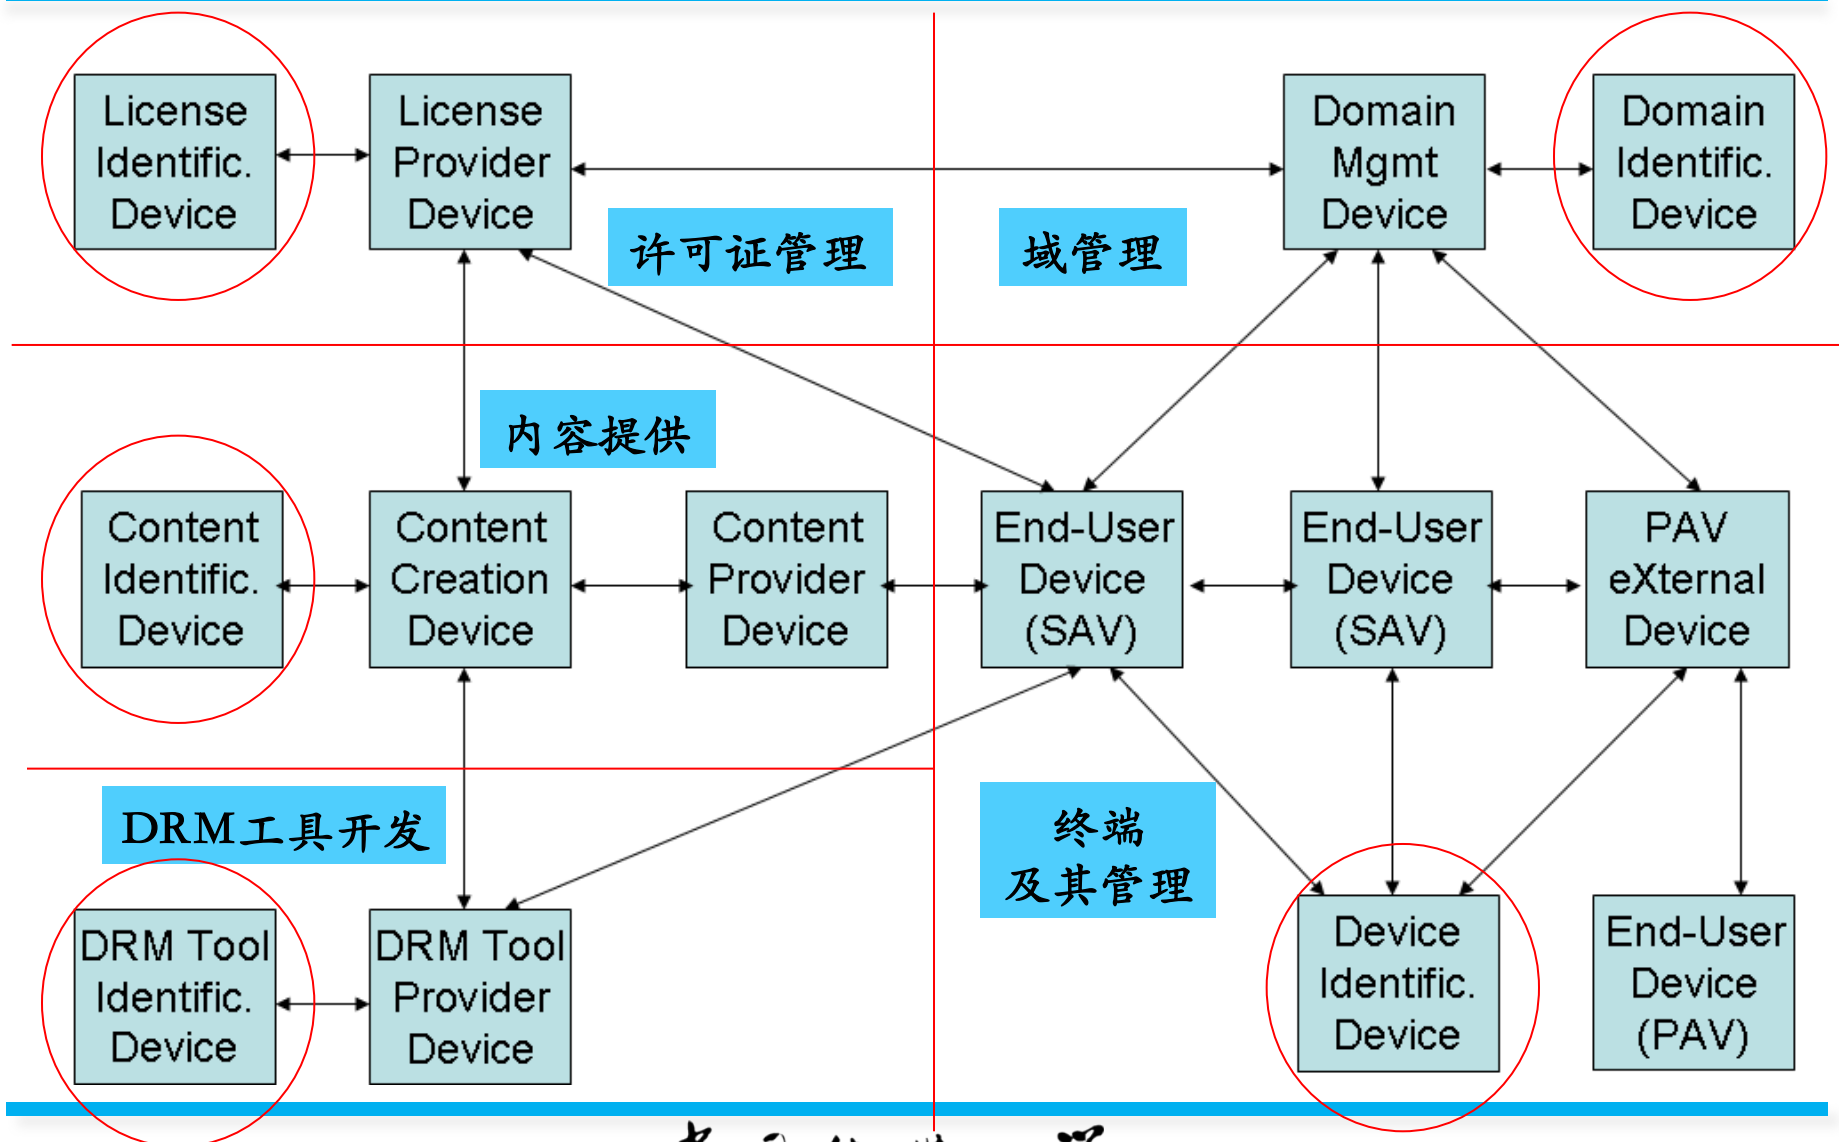 License
Identific.
Device
License
Provider
Device
Domain
Mgmt
Device
Domain
Identific.
Device
许可证管理
域管理
内容提供
Content
Identific.
Device
Content
Creation
Device
Content
Provider
Device
End-User
Device
(SAV)
End-User
Device
(SAV)
PAV
eXternal
Device
DRM工具开发
终端
及其管理
DRM Tool
Identific.
Device
DRM Tool
Provider
Device
Device
Identific.
Device
End-User
Device
(PAV)